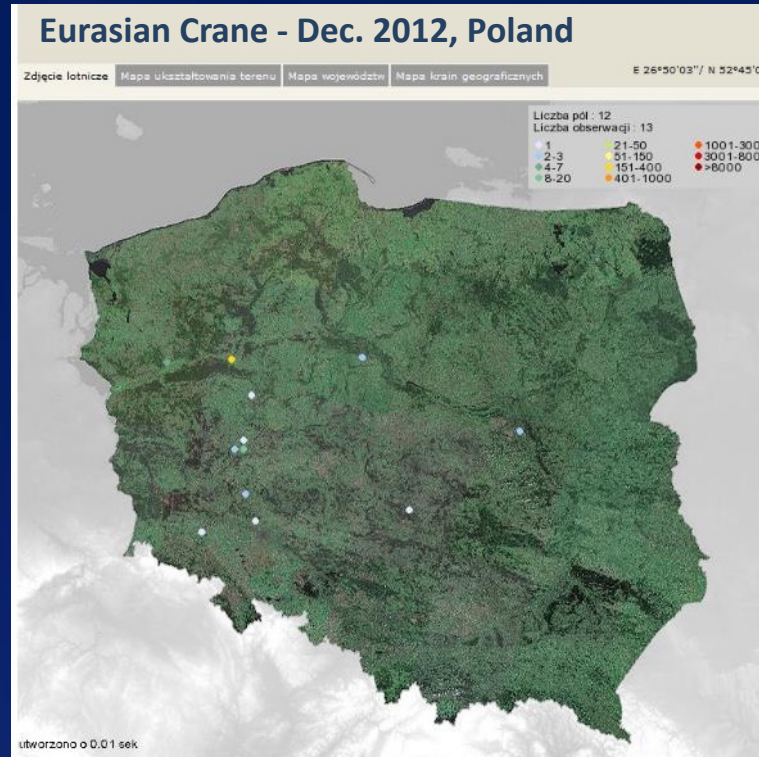 Eurasian Crane - Dec. 2012, Poland
Zdjęcie lotnicze Mapa ukształtowania terenu Mapa województw Mapa krain geograficznych E 26°50'03"/ N 52°45'0
Liczba pól : 12
Liczba obserwacji : 13
1 21-50 1001-300
2-3 51-150 3001-800
4-7 151-400 >8000
8-20 401-1000
utworzono o 0.01 sek